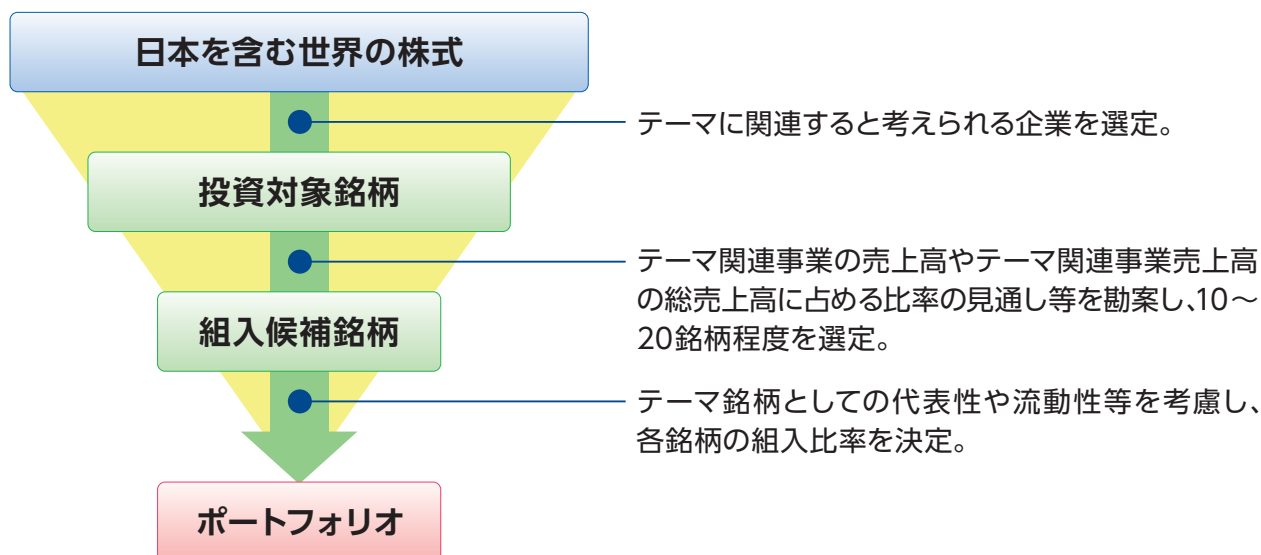 日本を含む世界の株式
テーマに関連すると考えられる企業を選定。
投資対象銘柄
テーマ関連事業の売上高やテーマ関連事業売上高
の総売上高に占める比率の見通し等を勘案し、10～
20銘柄程度を選定。
組入候補銘柄
テーマ銘柄としての代表性や流動性等を考慮し、
各銘柄の組入比率を決定。
ポートフォリオ